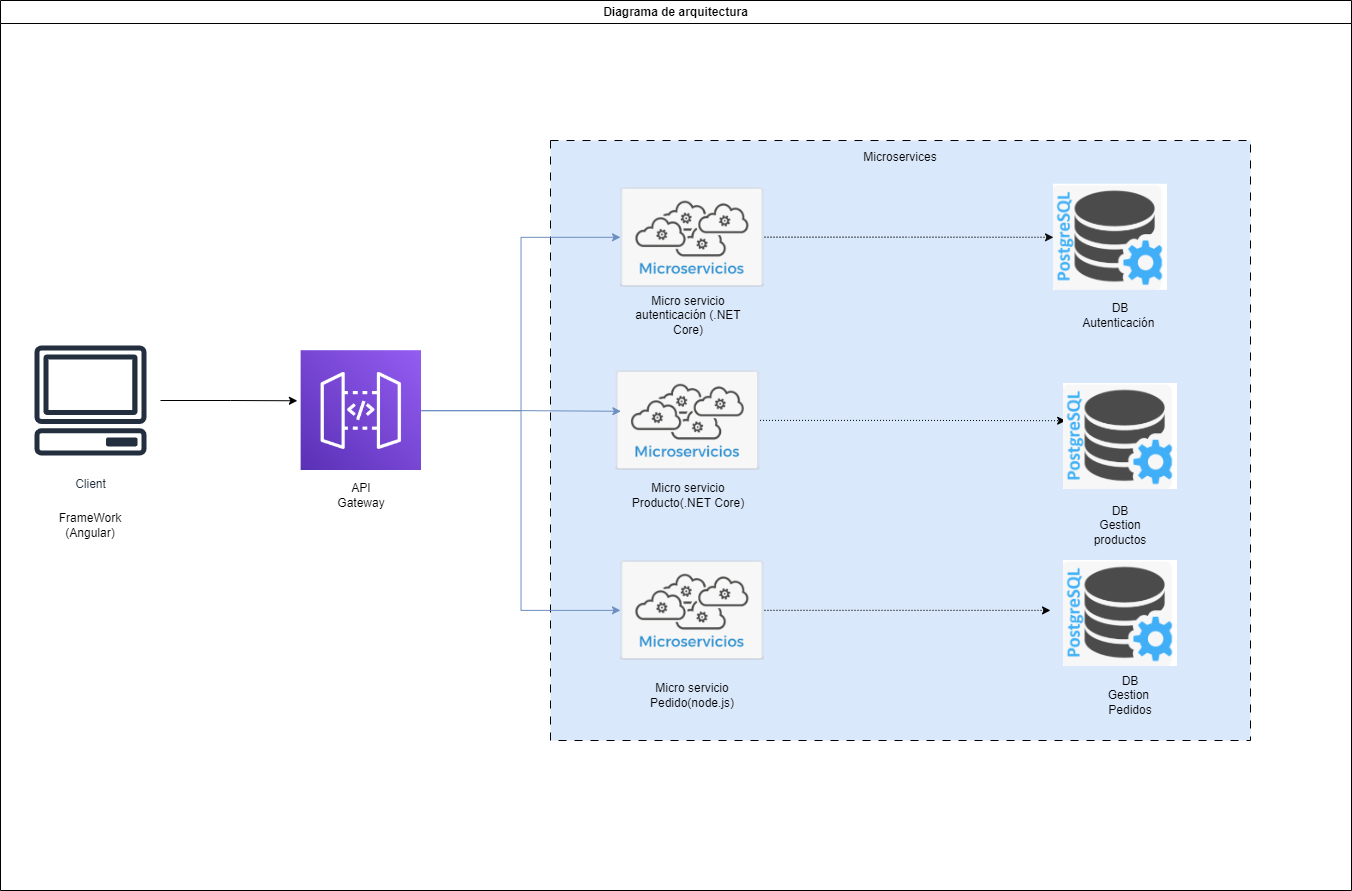 Diagrama de arquitectura
Microservices
Microservicios
PostgreSQL
Micro servicio
autenticación (.NET
Core)
DB
Autenticación
Client
FrameWork
(Angular)
API
Gateway
Microservicios
PostgreSQL
Micro servicio
Producto(.NET Core)
DB
Gestion
productos
Microservicios
PostgreSQL
Micro servicio
Pedido(node.js)
DB
Gestion
Pedidos